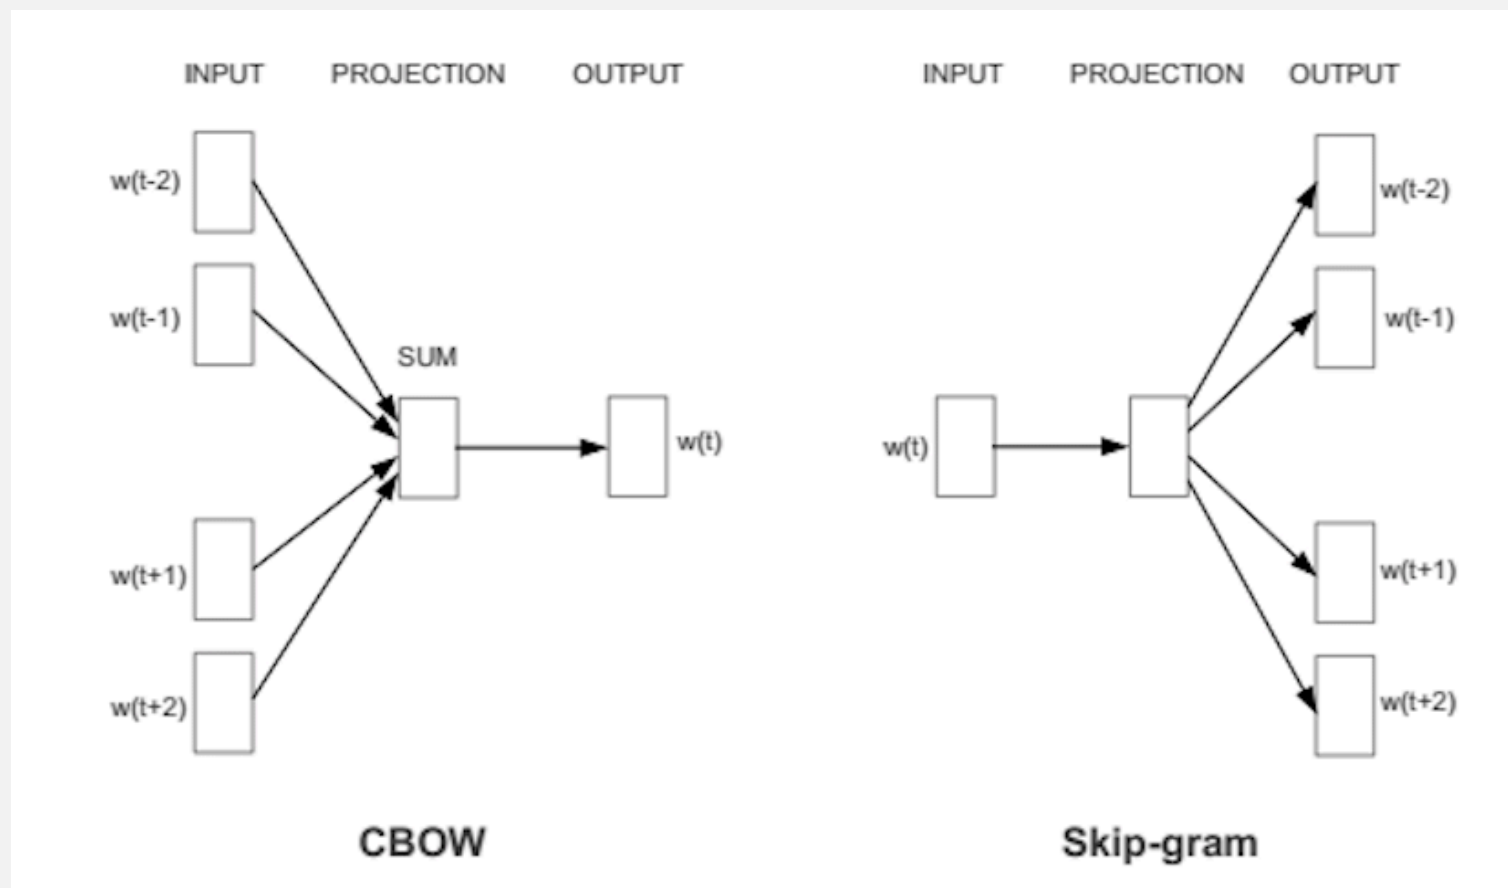 INPUT PROJECTION OUTPUT
w(t-2)
w(t-1)
SUM
w(t)
w(t+1)
w(t+2)
CBOW
INPUT PROJECTION OUTPUT
w(t-2)
w(t-1)
w(t)
w(t+1)
w(t+2)
Skip-gram